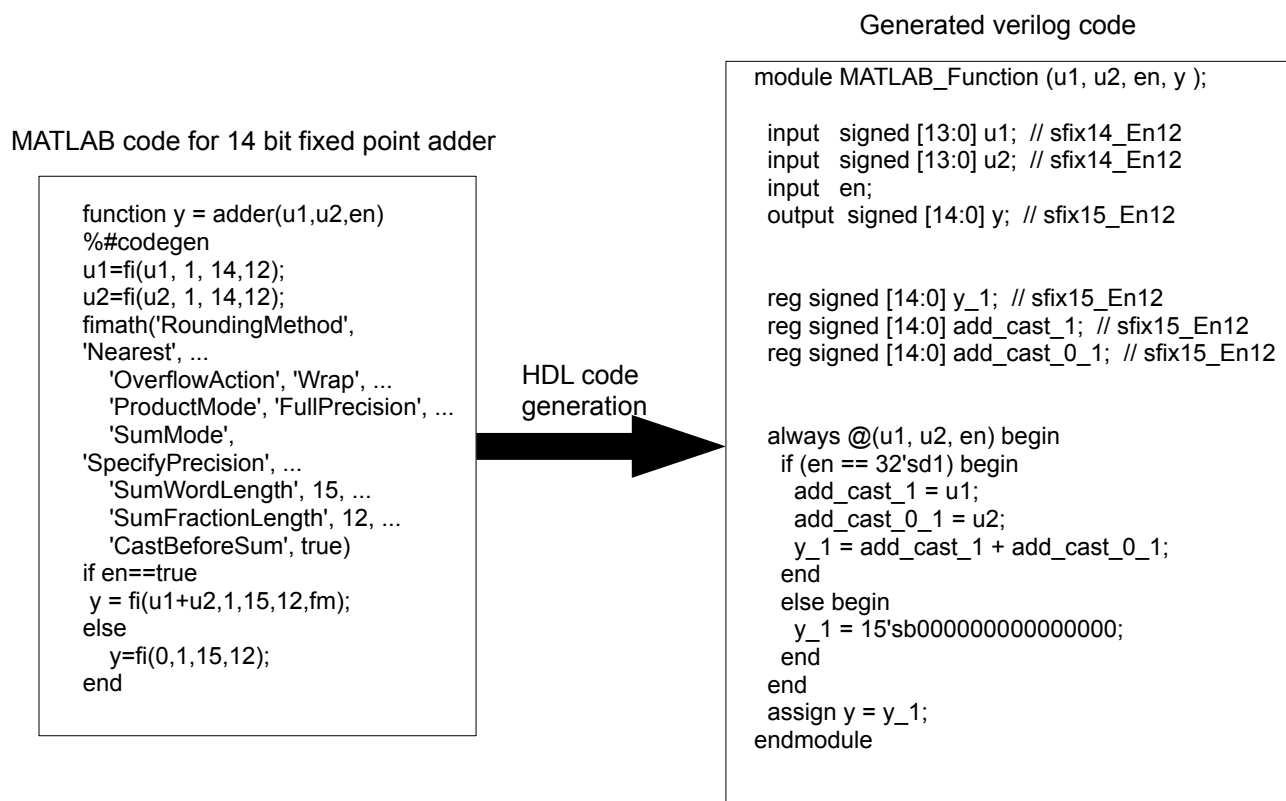 MATLAB code for 14 bit fixed point adder
function y = adder(u1,u2,en)
%#codegen
u1=fi(u1, 1, 14,12);
u2=fi(u2, 1, 14,12);
fimath('RoundingMethod',
'Nearest', ...
'OverflowAction', 'Wrap', ...
'ProductMode', 'FullPrecision', ...
'SumMode',
'SpecifyPrecision', ...
'SumWordLength', 15, ...
'SumFractionLength', 12, ...
'CastBeforeSum', true)
if en==true
y = fi(u1+u2,1,15,12,fm);
else
y=fi(0,1,15,12);
end
HDL code
generation
Generated verilog code
module MATLAB_Function (u1, u2, en, y );
input signed [13:0] u1; // sfix14_En12
input signed [13:0] u2; // sfix14_En12
input en;
output signed [14:0] y; // sfix15_En12
reg signed [14:0] y_1; // sfix15_En12
reg signed [14:0] add_cast_1; // sfix15_En12
reg signed [14:0] add_cast_0_1; // sfix15_En12
always @(u1, u2, en) begin
if (en == 32'sd1) begin
add_cast_1 = u1;
add_cast_0_1 = u2;
y_1 = add_cast_1 + add_cast_0_1;
end
else begin
y_1 = 15'sb000000000000000;
end
end
assign y = y_1;
endmodule